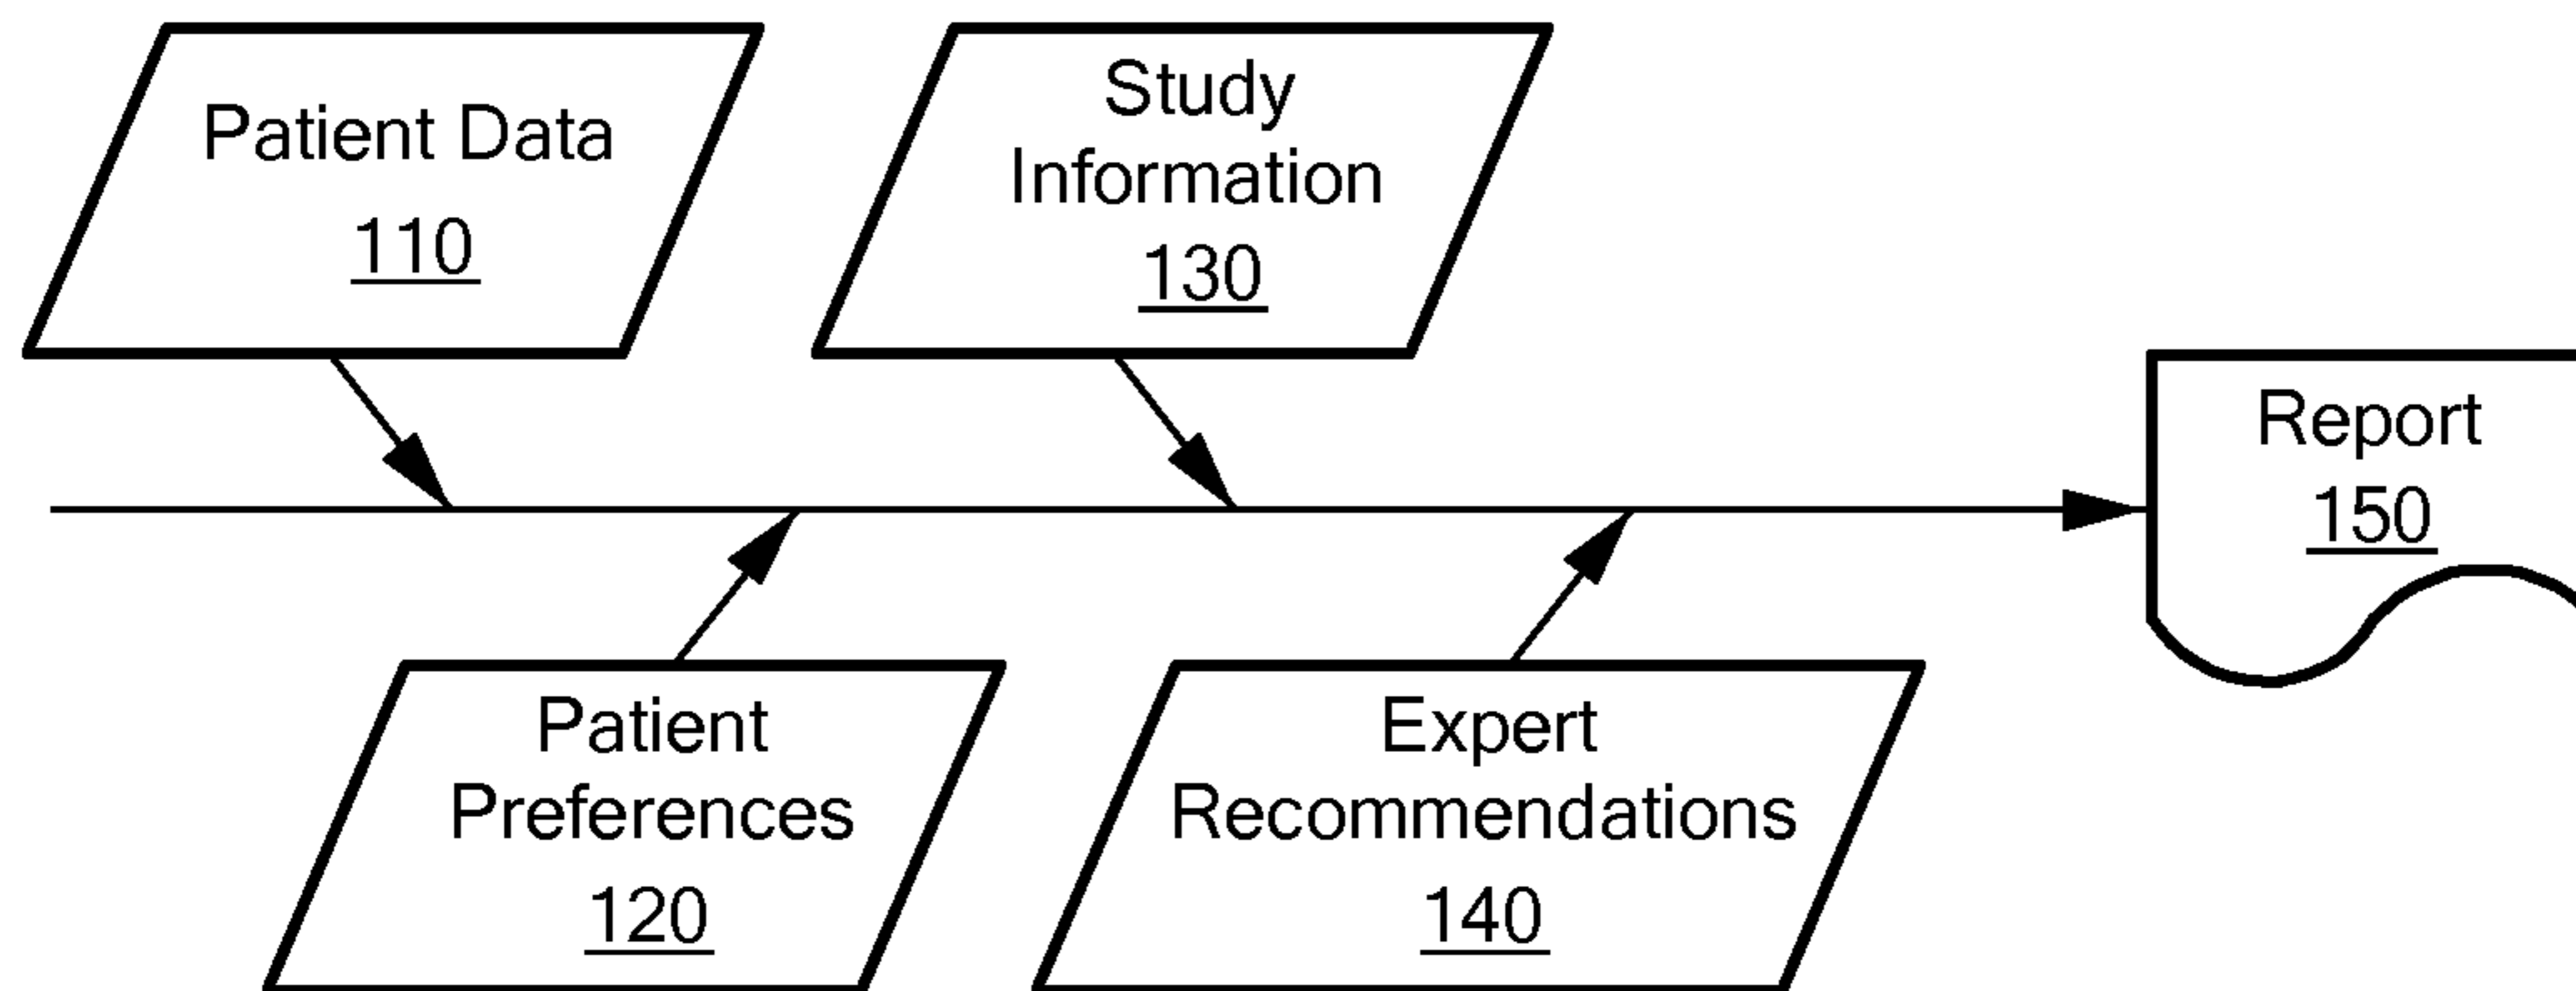 Patient Data
110
Study
Information
130
Report
150
Patient
Preferences
120
Expert
Recommendations
140